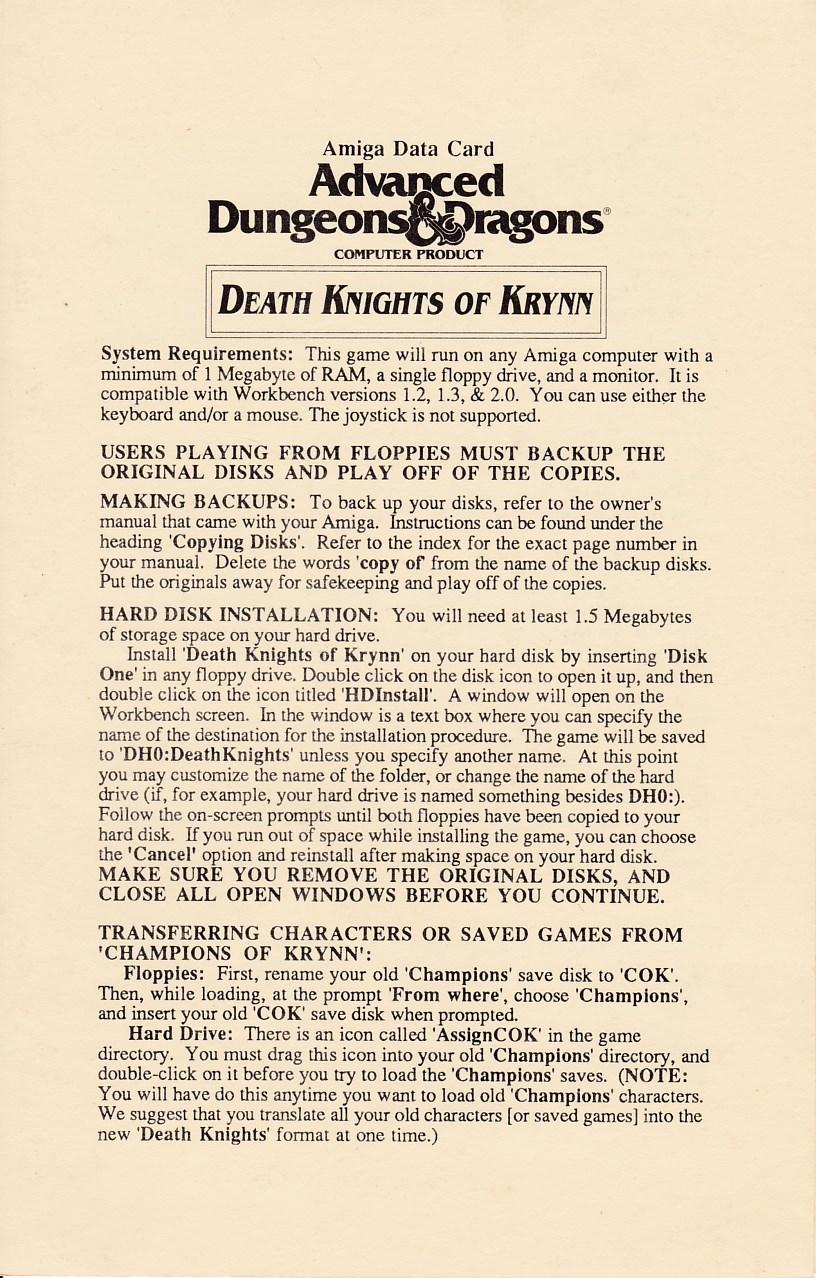 Amiga Data Card
Advanced
Dungeons & Dragons®
COMPUTER PRODUCT
DEATH KNIGHTS OF KRYNN
System Requirements: This game will run on any Amiga computer with a
minimum of 1 Megabyte of RAM, a single floppy drive, and a monitor. It is
compatible with Workbench versions 1.2, 1.3, & 2.0. You can use either the
keyboard and/or a mouse. The joystick is not supported.
USERS PLAYING FROM FLOPPIES MUST BACKUP THE
ORIGINAL DISKS AND PLAY OFF OF THE COPIES.
MAKING BACKUPS: To back up your disks, refer to the owner's
manual that came with your Amiga. Instructions can be found under the
heading 'Copying Disks'. Refer to the index for the exact page number in
your manual. Delete the words 'copy of' from the name of the backup disks.
Put the originals away for safekeeping and play off of the copies.
HARD DISK INSTALLATION: You will need at least 1.5 Megabytes
of storage space on your hard drive.
Install 'Death Knights of Krynn' on your hard disk by inserting 'Disk
One' in any floppy drive. Double click on the disk icon to open it up, and then
double click on the icon titled 'HDInstall'. A window will open on the
Workbench screen. In the window is a text box where you can specify the
name of the destination for the installation procedure. The game will be saved
to 'DH0:DeathKnights' unless you specify another name. At this point
you may customize the name of the folder, or change the name of the hard
drive (if, for example, your hard drive is named something besides DH0:).
Follow the on-screen prompts until both floppies have been copied to your
hard disk. If you run out of space while installing the game, you can choose
the 'Cancel' option and reinstall after making space on your hard disk.
MAKE SURE YOU REMOVE THE ORIGINAL DISKS, AND
CLOSE ALL OPEN WINDOWS BEFORE YOU CONTINUE.
TRANSFERRING CHARACTERS OR SAVED GAMES FROM
'CHAMPIONS OF KRYNN':
Floppies: First, rename your old 'Champions' save disk to 'COK'.
Then, while loading, at the prompt 'From where', choose 'Champions',
and insert your old 'COK' save disk when prompted.
Hard Drive: There is an icon called 'AssignCOK' in the game
directory. You must drag this icon into your old 'Champions' directory, and
double-click on it before you try to load the 'Champions' saves. (NOTE:
You will have do this anytime you want to load old 'Champions' characters.
We suggest that you translate all your old characters [or saved games] into the
new 'Death Knights' format at one time.)